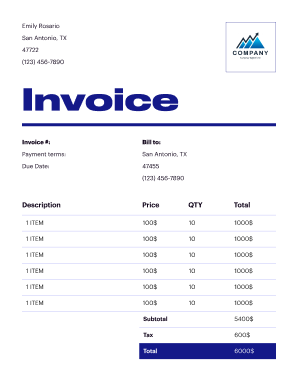 Emily Rosario
San Antonio, TX
47722
(123) 456-7890
COMPANY
Invoice
Invoice #:
Payment terms:
Due Date:
Bill to:
San Antonio, TX
47455
(123) 456-7890
Description Price QTY Total
1 ITEM 100$ 10 1000$
1 ITEM 100$ 10 1000$
1 ITEM 100$ 10 1000$
1 ITEM 100$ 10 1000$
1 ITEM 100$ 10 1000$
1 ITEM 100$ 10 1000$
Subtotal 5400$
Tax 600$
Total 6000$